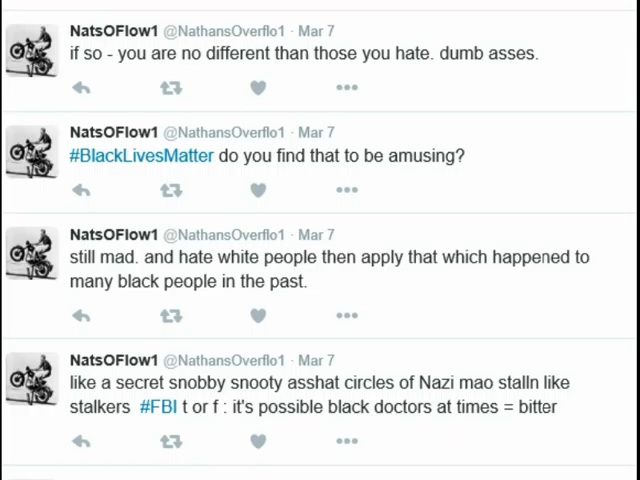 NatsOFlow1 @NathansOverflo1 · Mar 7
if so - you are no different than those you hate. dumb asses.
NatsOFlow1 @NathansOverflo1 · Mar 7
#BlackLivesMatter do you find that to be amusing?
NatsOFlow1 @NathansOverflo1 · Mar 7
still mad. and hate white people then apply that which happened to
many black people in the past.
NatsOFlow1 @NathansOverflo1 · Mar 7
like a secret snobby snooty asshat circles of Nazi mao stalln like
stalkers #FBI t or f : it's possible black doctors at times = bitter